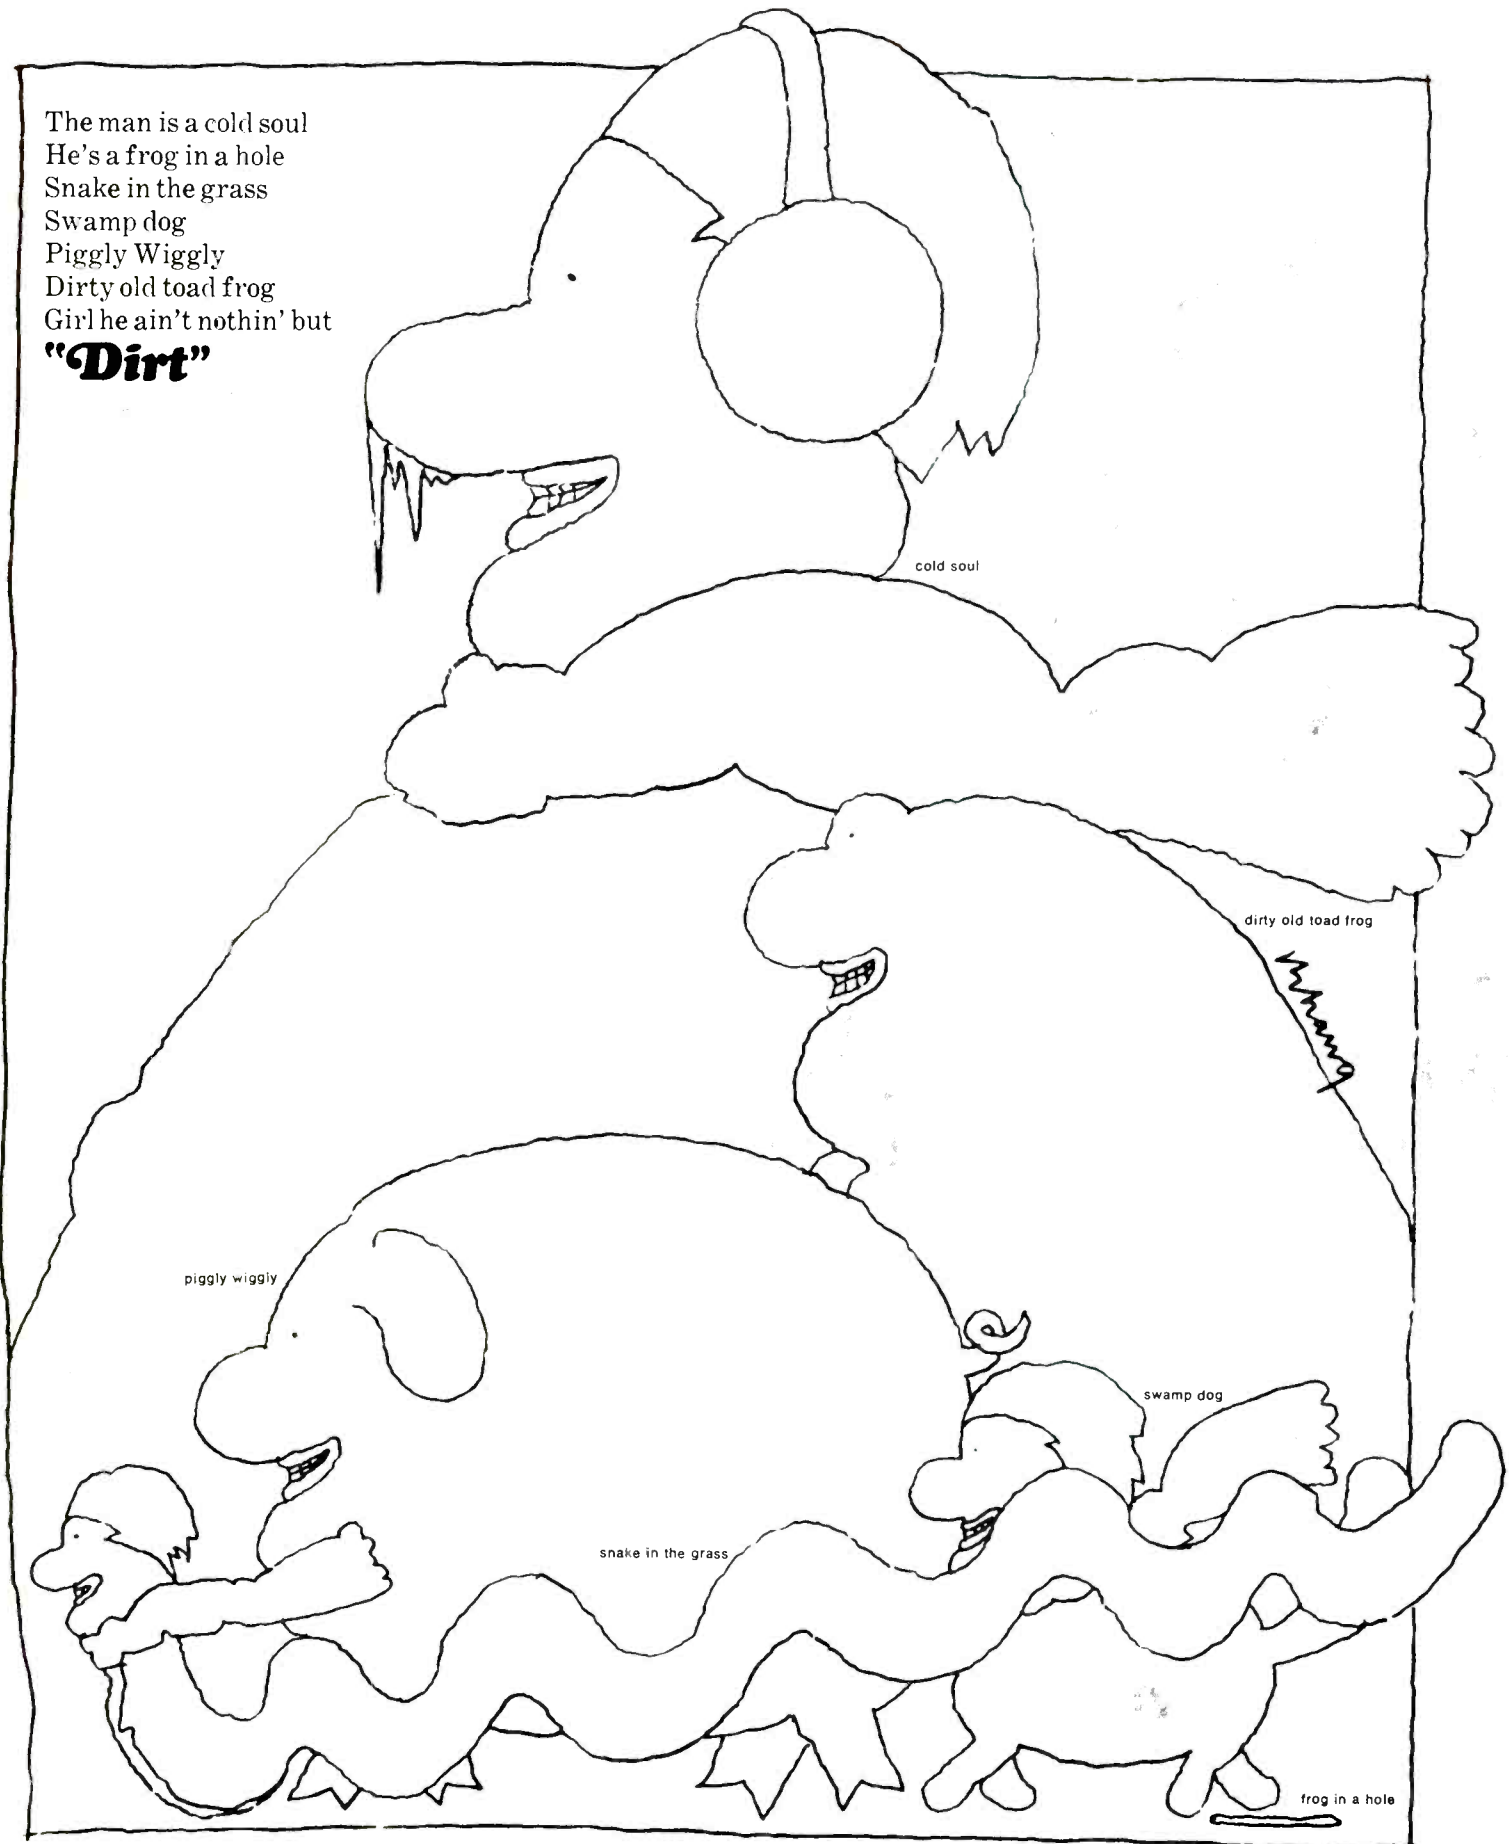 The man is a cold soul
He's a frog in a hole
Snake in the grass
Swamp dog
Piggly Wiggly
Dirty old toad frog
Girl he ain't nothin' but
“Dirt”
cold soul
dirty old toad frog
piggly wiggly
swamp dog
snake in the grass
frog in a hole